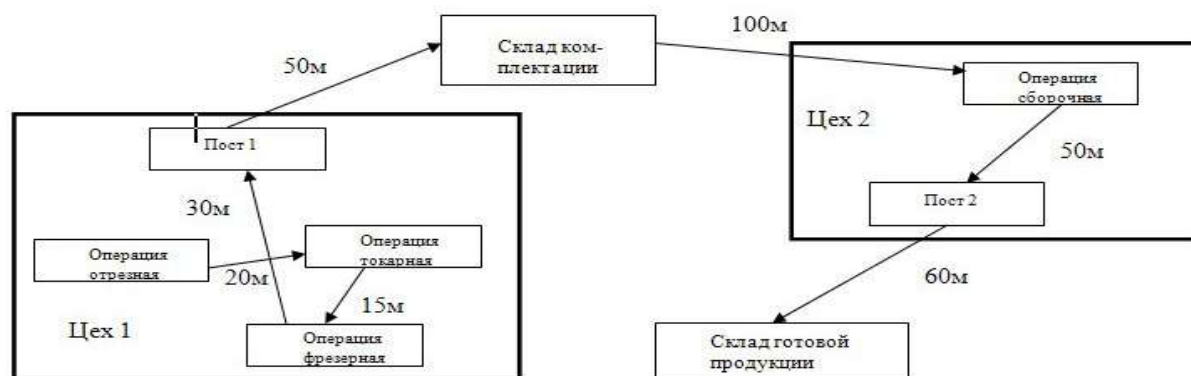 100м
Склад ком-
плектации
50м
Операция
сборочная
Цех 2
Пост 1
50м
Пост 2
30м
Операция
токарная
Операция
отрезная
20м
60м
15м
Цех 1
Операция
фрезерная
Склад готовой
продукции